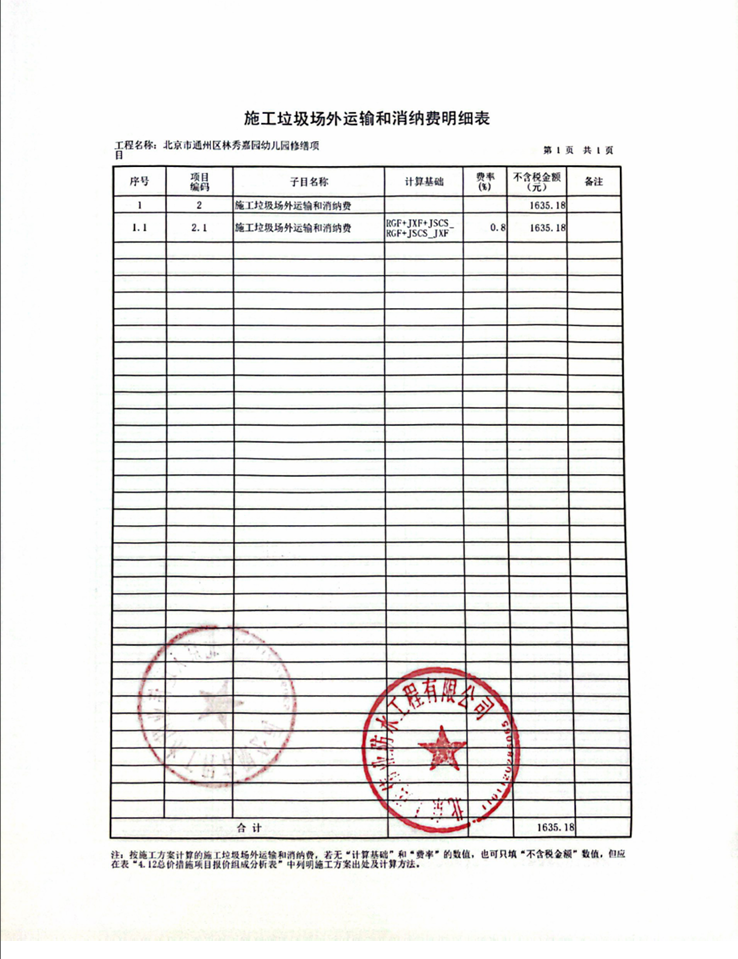 施工垃圾场外运输和消纳费明细表
工程名称：北京市通州区林秀嘉园幼儿园修缮项目
第 1 页 共 1 页
序号 项目编码 子目名称 计算基础 费率(%) 不含税金额(元) 备注
1 2 施工垃圾场外运输和消纳费 1635.18
1.1 2.1 施工垃圾场外运输和消纳费 RGF+JXF+JSCS_RGF+JSCS_JXF 0.8 1635.18
防水工程有限公司
北京
合 计 1635.18
注：按施工方案计算的施工垃圾场外运输和消纳费，若无“计算基础”和“费率”的数值，也可只填“不含税金额”数值，但应
在表“4.12总价措施项目报价组成分析表”中列明施工方案出处及计算方法。